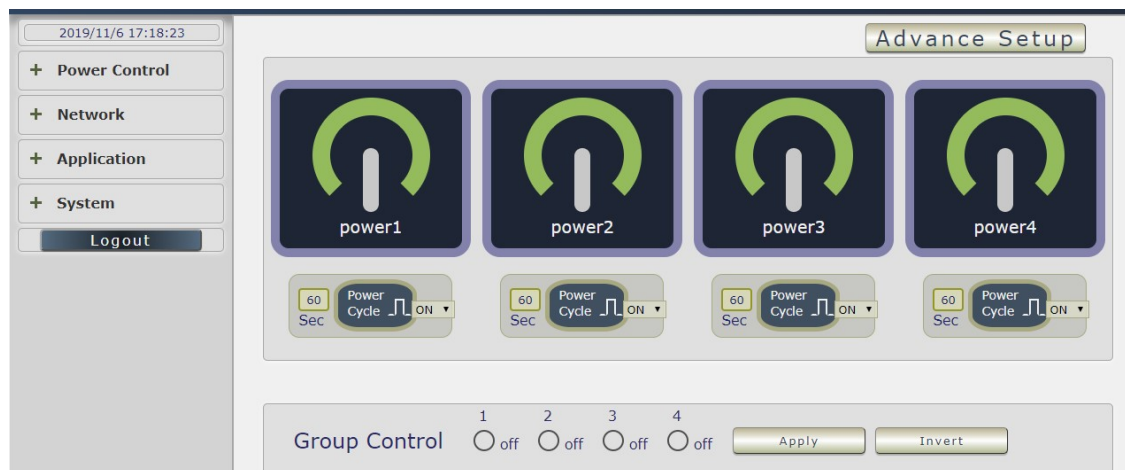 2019/11/6 17:18:23
+ Power Control
+ Network
+ Application
+ System
Logout
Advance Setup
power1 power2 power3 power4
60 Sec Power Cycle ON ▼
60 Sec Power Cycle ON ▼
60 Sec Power Cycle ON ▼
60 Sec Power Cycle ON ▼
1 2 3 4
Group Control off off off off Apply Invert